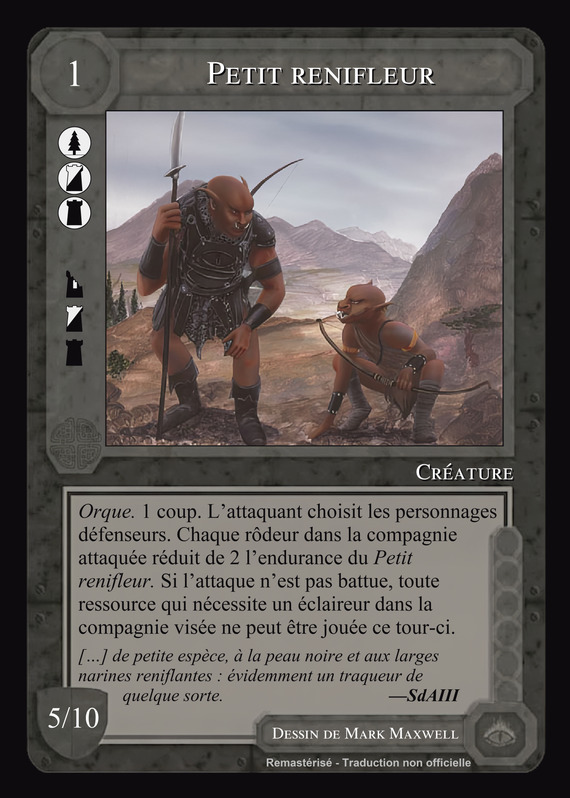 1
Petit renifleur
Créature
Orque. 1 coup. L’attaquant choisit les personnages
défenseurs. Chaque rôdeur dans la compagnie
attaquée réduit de 2 l’endurance du Petit
renifleur. Si l’attaque n’est pas battue, toute
ressource qui nécessite un éclaireur dans la
compagnie visée ne peut être jouée ce tour-ci.
[…] de petite espèce, à la peau noire et aux larges
narines reniflantes : évidemment un traqueur de
quelque sorte. —SdAIII
5/10
Dessin de Mark Maxwell
Remastérisé - Traduction non officielle